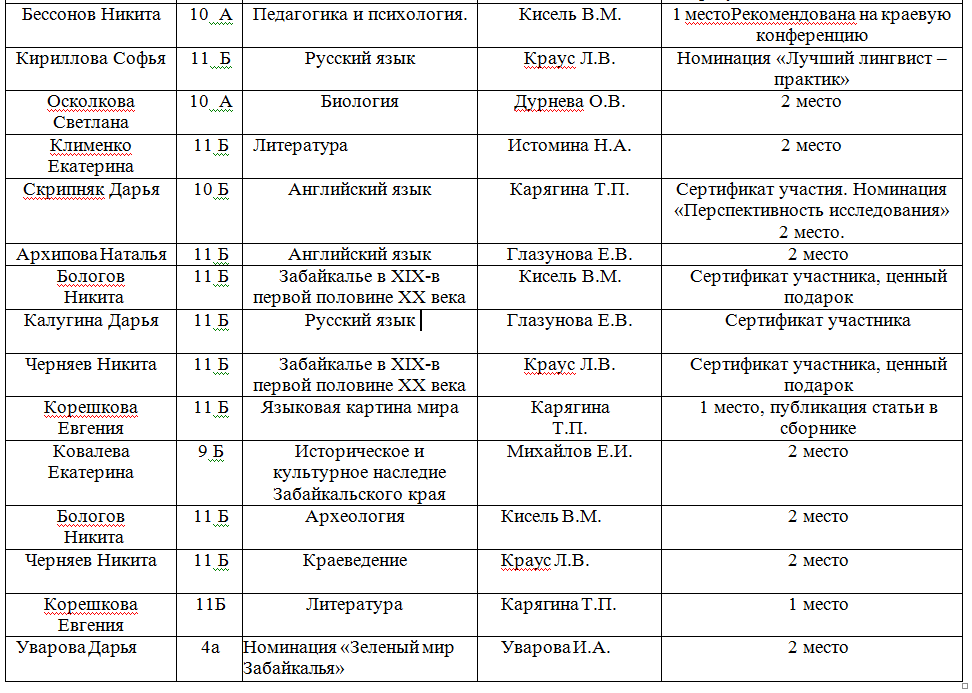 Бессонов Никита 10 А Педагогика и психология. Кисель В.М. 1 местоРекомендована на краевую
конференцию
Кириллова Софья 11 Б Русский язык Краус Л.В. Номинация «Лучший лингвист –
практик»
Осколкова 10 А Биология Дурнева О.В. 2 место
Светлана
Клименко 11 Б Литература Истомина Н.А. 2 место
Екатерина
Скрипняк Дарья 10 Б Английский язык Карягина Т.П. Сертификат участия. Номинация
«Перспективность исследования»
2 место.
Архипова Наталья 11 Б Английский язык Глазунова Е.В. 2 место
Бологов 11 Б Забайкалье в XIX-в Кисель В.М. Сертификат участника, ценный
Никита первой половине XX века подарок
Калугина Дарья 11 Б Русский язык Глазунова Е.В. Сертификат участника
Черняев Никита 11 Б Забайкалье в XIX-в Краус Л.В. Сертификат участника, ценный
первой половине XX века подарок
Корешкова 11 Б Языковая картина мира Карягина 1 место, публикация статьи в
Евгения Т.П. сборнике
Ковалева 9 Б Историческое и Михайлов Е.И. 2 место
Екатерина культурное наследие
Забайкальского края
Бологов 11 Б Археология Кисель В.М. 2 место
Никита
Черняев Никита 11 Б Краеведение Краус Л.В. 2 место
Корешкова 11Б Литература Карягина Т.П. 1 место
Евгения
Уварова Дарья 4а Номинация «Зеленый мир Уварова И.А. 2 место
Забайкалья»